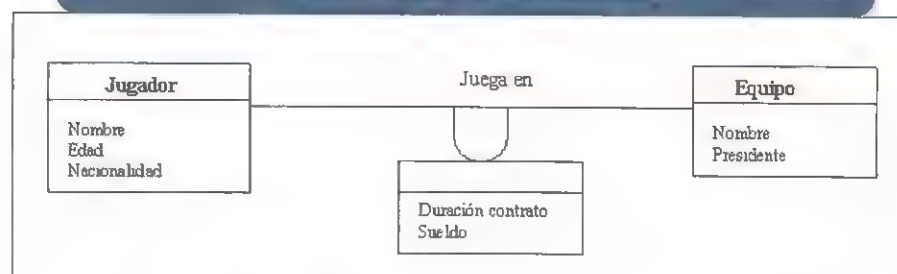 Jugador
Nombre
Edad
Nacionalidad
Juega en
Duración contrato
Sueldo
Equipo
Nombre
Presidente